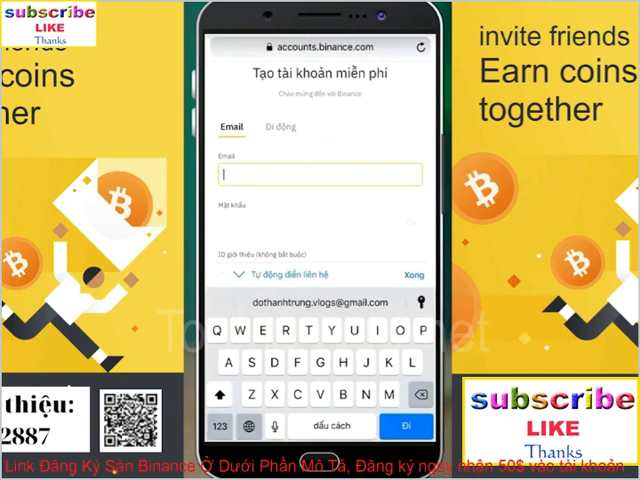 subscribe
LIKE
Thanks
coins
invite friends
Earn coins
together
accounts.binance.com
Tạo tài khoản miễn phí
Chào mừng đến với Binance
Email
Di động
Email
Mật khẩu
ID giới thiệu (không bắt buộc)
Tự động điền liên hệ
Xong
dothanhtrung.vlogs@gmail.com
Q W E R T Y U I O P
A S D F G H J K L
Z X C V B N M
123
dấu cách
Đi
thiệu:
2887
subscribe
LIKE
Thanks
Link Đăng Ký Sàn Binance Ở Dưới Phần Mô Tả, Đăng ký ngay nhận 50$ vào tài khoản